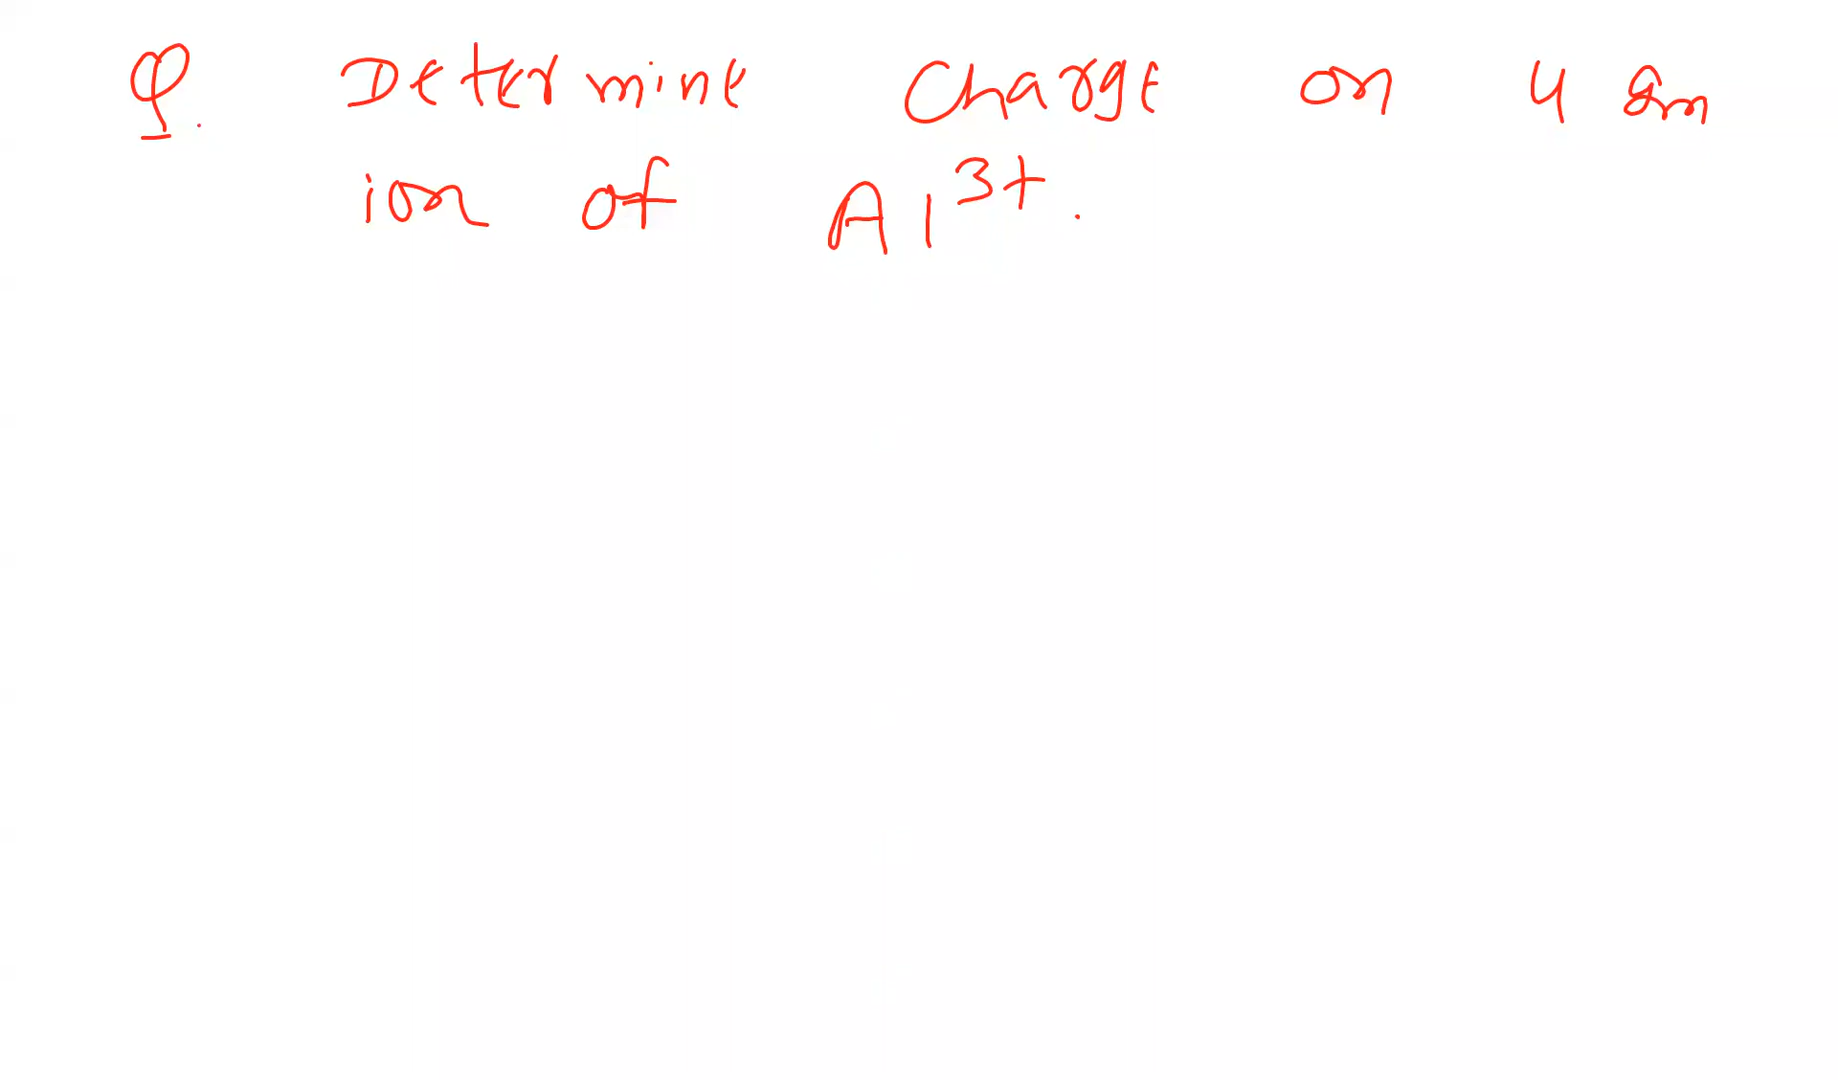 Q. Determine Charge on 4 gm
ion of Al³⁺.